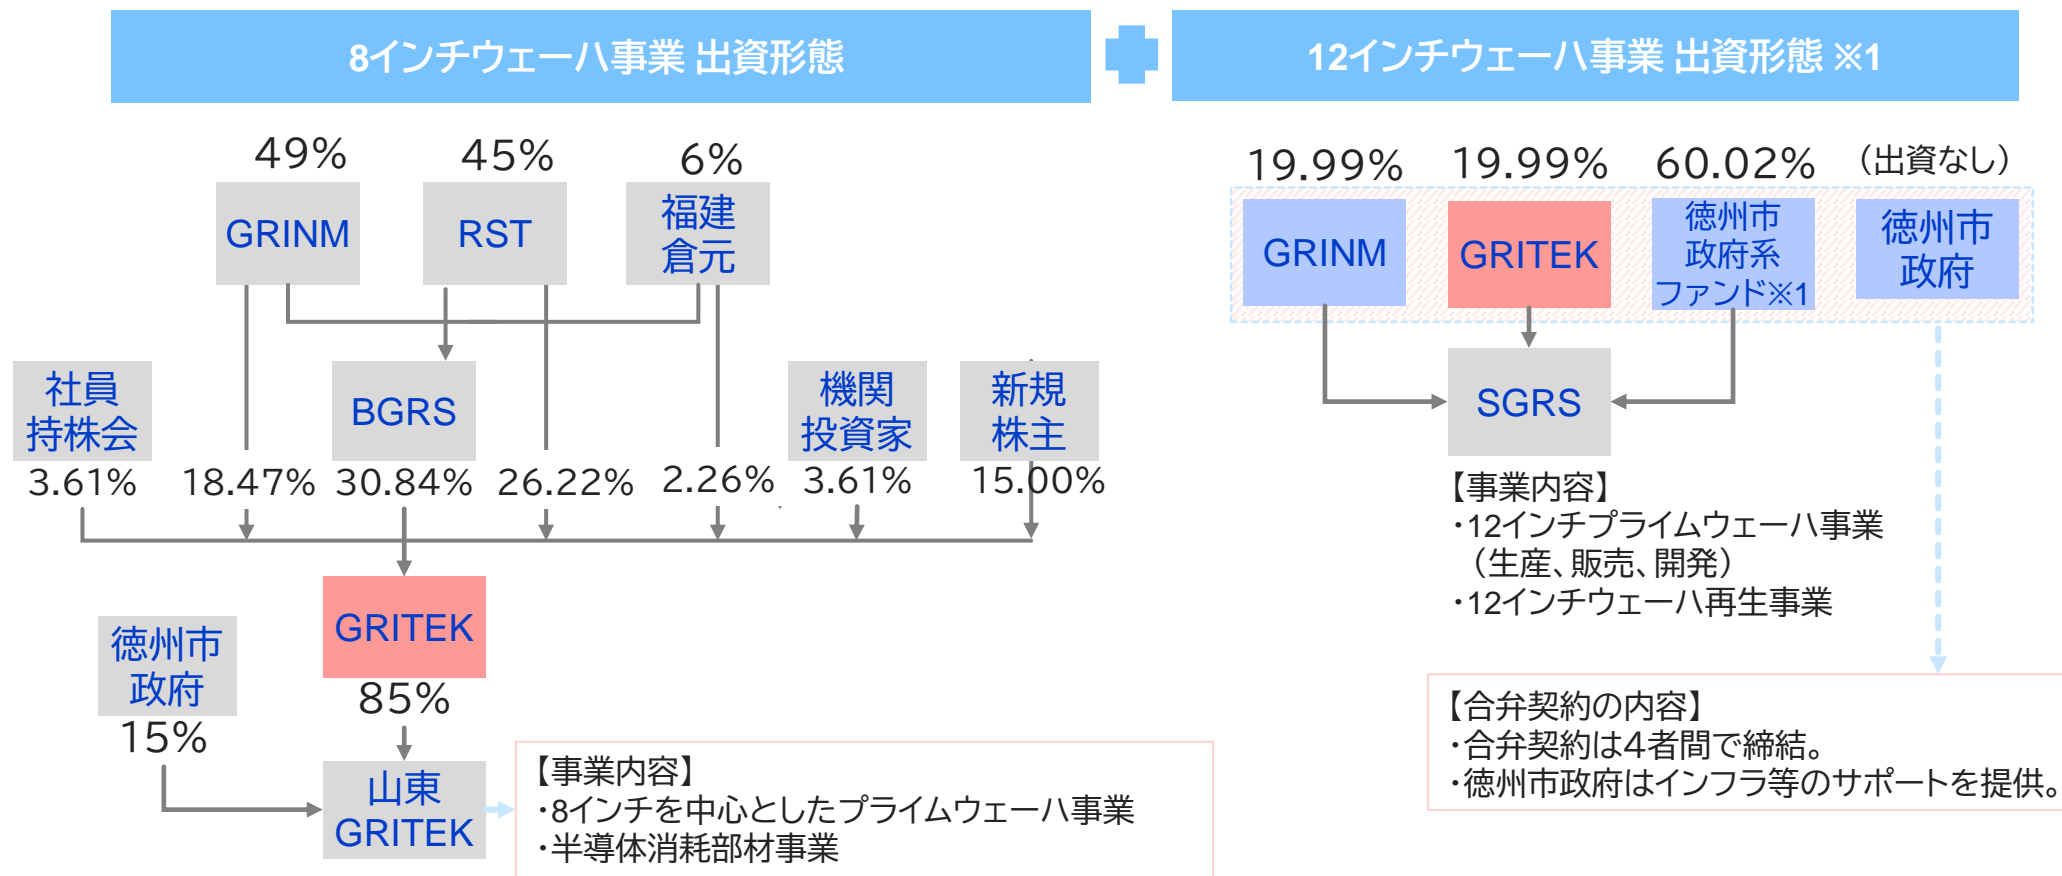 8インチウェーハ事業 出資形態
12インチウェーハ事業 出資形態 ※1
49%
45%
6%
GRINM
RST
福建
倉元
社員
持株会
BGRS
機関
投資家
新規
株主
3.61%
18.47%
30.84%
26.22%
2.26%
3.61%
15.00%
GRITEK
徳州市
政府
85%
15%
山東
GRITEK
【事業内容】
・8インチを中心としたプライムウェーハ事業
・半導体消耗部材事業
19.99%
19.99%
60.02%
（出資なし）
GRINM
GRITEK
徳州市
政府系
ファンド※1
徳州市
政府
SGRS
【事業内容】
・12インチプライムウェーハ事業
（生産、販売、開発）
・12インチウェーハ再生事業
【合弁契約の内容】
・合弁契約は4者間で締結。
・徳州市政府はインフラ等のサポートを提供。